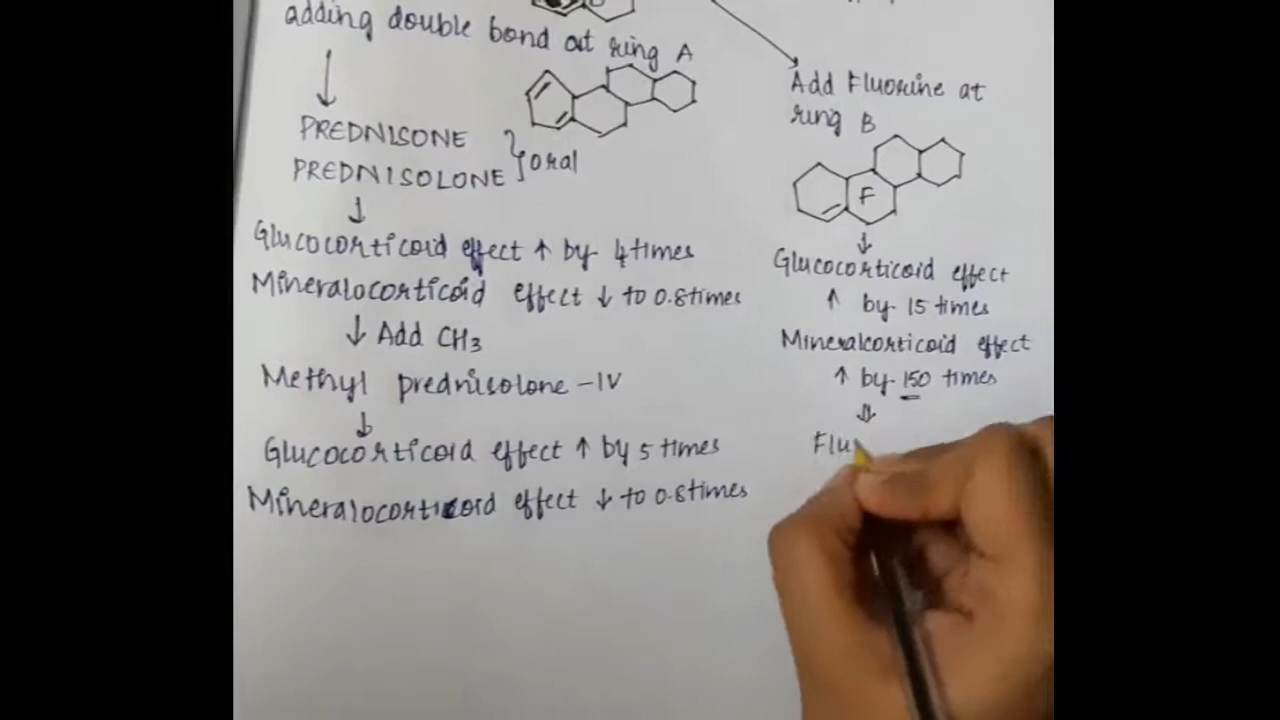 adding double bond at ring A
PREDNISONE
PREDNISOLONE
oral
Glucocorticoid effect ↑ by 4 times
Mineralocorticoid effect ↓ to 0.8 times
↓ Add CH3
Methyl prednisolone - IV
Glucocorticoid effect ↑ by 5 times
Mineralocorticoid effect ↓ to 0.8 times
Add Fluorine at
ring B
F
Glucocorticoid effect
↑ by 15 times
Mineralcorticoid effect
↑ by 150 times
Flu